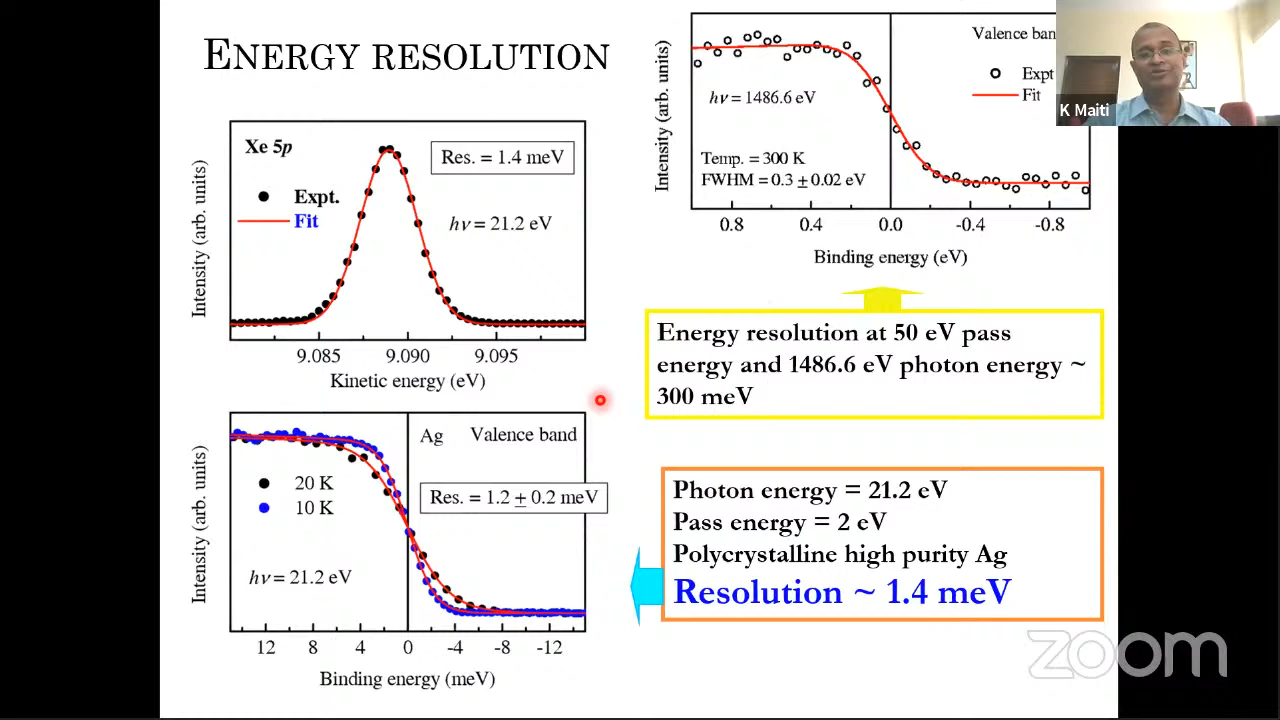 ENERGY RESOLUTION
Xe 5p
Res. = 1.4 meV
Expt.
Fit
hν = 21.2 eV
Intensity (arb. units)
9.085 9.090 9.095
Kinetic energy (eV)
Ag Valence band
20 K
10 K
Res. = 1.2 ± 0.2 meV
hν = 21.2 eV
Intensity (arb. units)
12 8 4 0 -4 -8 -12
Binding energy (meV)
Valence ban
Expt
Fit
hν = 1486.6 eV
Temp. = 300 K
FWHM = 0.3 ± 0.02 eV
Intensity (arb. units)
0.8 0.4 0.0 -0.4 -0.8
Binding energy (eV)
K Maiti
Energy resolution at 50 eV pass
energy and 1486.6 eV photon energy ~
300 meV
Photon energy = 21.2 eV
Pass energy = 2 eV
Polycrystalline high purity Ag
Resolution ~ 1.4 meV
zoom